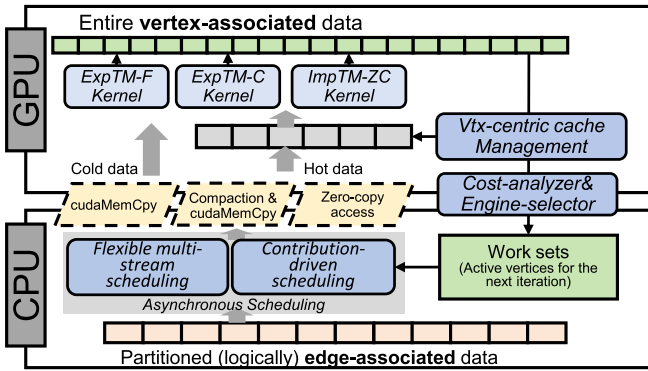 Entire vertex-associated data
GPU
ExpTM-F
Kernel
ExpTM-C
Kernel
ImpTM-ZC
Kernel
Vtx-centric cache
Management
Cold data
Hot data
cudaMemCpy
Compaction &
cudaMemCpy
Zero-copy
access
Cost-analyzer&
Engine-selector
CPU
Flexible multi-
stream
scheduling
Contribution-
driven
scheduling
Work sets
(Active vertices for the
next iteration)
Asynchronous Scheduling
Partitioned (logically) edge-associated data